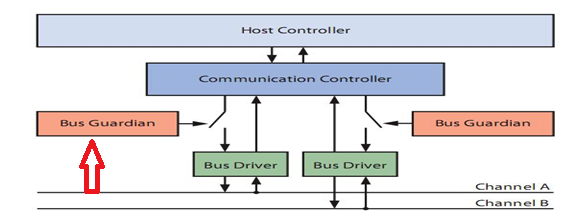 Host Controller
Communication Controller
Bus Guardian
Bus Guardian
Bus Driver
Bus Driver
Channel A
Channel B